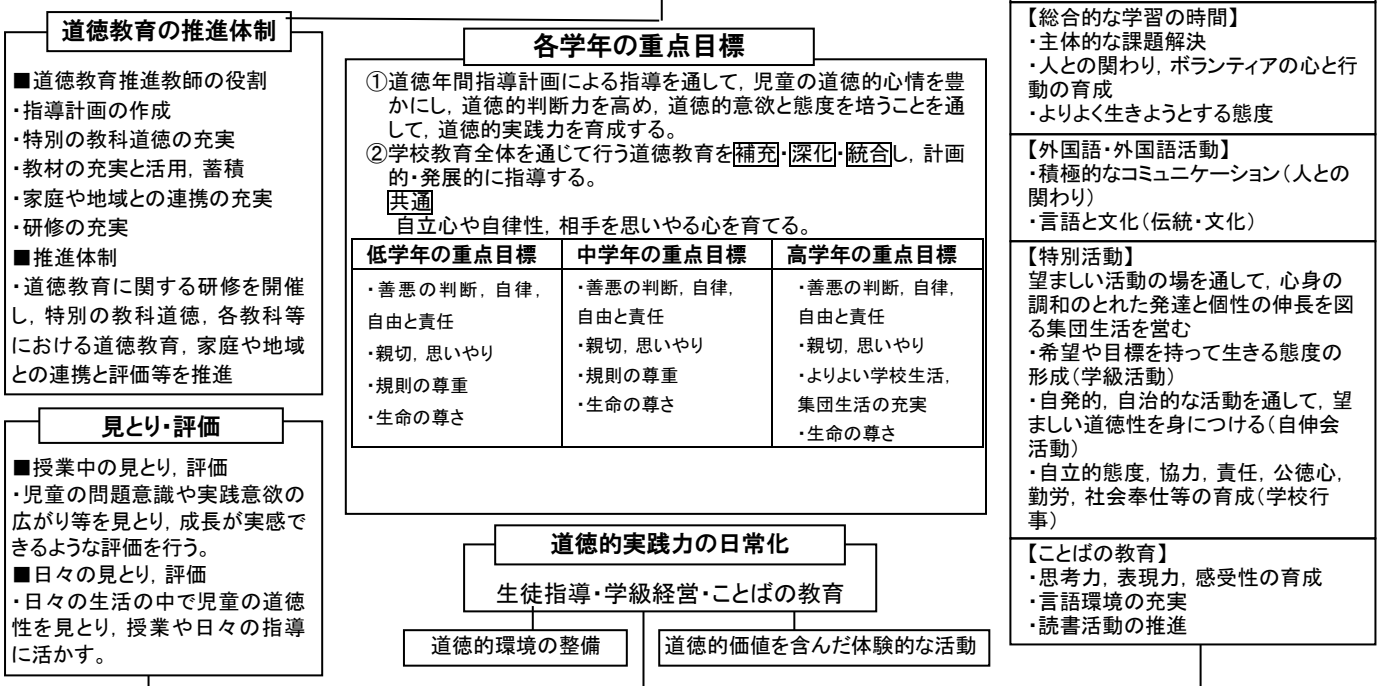 道徳教育の推進体制
■道徳教育推進教師の役割
・指導計画の作成
・特別の教科道徳の充実
・教材の充実と活用，蓄積
・家庭や地域との連携の充実
・研修の充実
■推進体制
・道徳教育に関する研修を開催
し，特別の教科道徳，各教科等
における道徳教育，家庭や地域
との連携と評価等を推進
見とり・評価
■授業中の見とり，評価
・児童の問題意識や実践意欲の
広がり等を見とり，成長が実感で
きるような評価を行う。
■日々の見とり，評価
・日々の生活の中で児童の道徳
性を見とり，授業や日々の指導
に活かす。
各学年の重点目標
①道徳年間指導計画による指導を通して，児童の道徳的心情を豊
かにし，道徳的判断力を高め，道徳的意欲と態度を培うことを通
して，道徳的実践力を育成する。
②学校教育全体を通じて行う道徳教育を補充・深化・統合し，計画
的・発展的に指導する。
共通
自立心や自律性，相手を思いやる心を育てる。
低学年の重点目標
・善悪の判断，自律，
自由と責任
・親切，思いやり
・規則の尊重
・生命の尊さ
中学年の重点目標
・善悪の判断，自律，
自由と責任
・親切，思いやり
・規則の尊重
・生命の尊さ
高学年の重点目標
・善悪の判断，自律，
自由と責任
・親切，思いやり
・よりよい学校生活，
集団生活の充実
・生命の尊さ
道徳的実践力の日常化
生徒指導・学級経営・ことばの教育
道徳的環境の整備
道徳的価値を含んだ体験的な活動
【総合的な学習の時間】
・主体的な課題解決
・人との関わり，ボランティアの心と行
動の育成
・よりよく生きようとする態度
【外国語・外国語活動】
・積極的なコミュニケーション（人との
関わり）
・言語と文化（伝統・文化）
【特別活動】
望ましい活動の場を通して，心身の
調和のとれた発達と個性の伸長を図
る集団生活を営む
・希望や目標を持って生きる態度の
形成（学級活動）
・自発的，自治的な活動を通して，望
ましい道徳性を身につける（自伸会
活動）
・自立的態度，協力，責任，公徳心，
勤労，社会奉仕等の育成（学校行
事）
【ことばの教育】
・思考力，表現力，感受性の育成
・言語環境の充実
・読書活動の推進